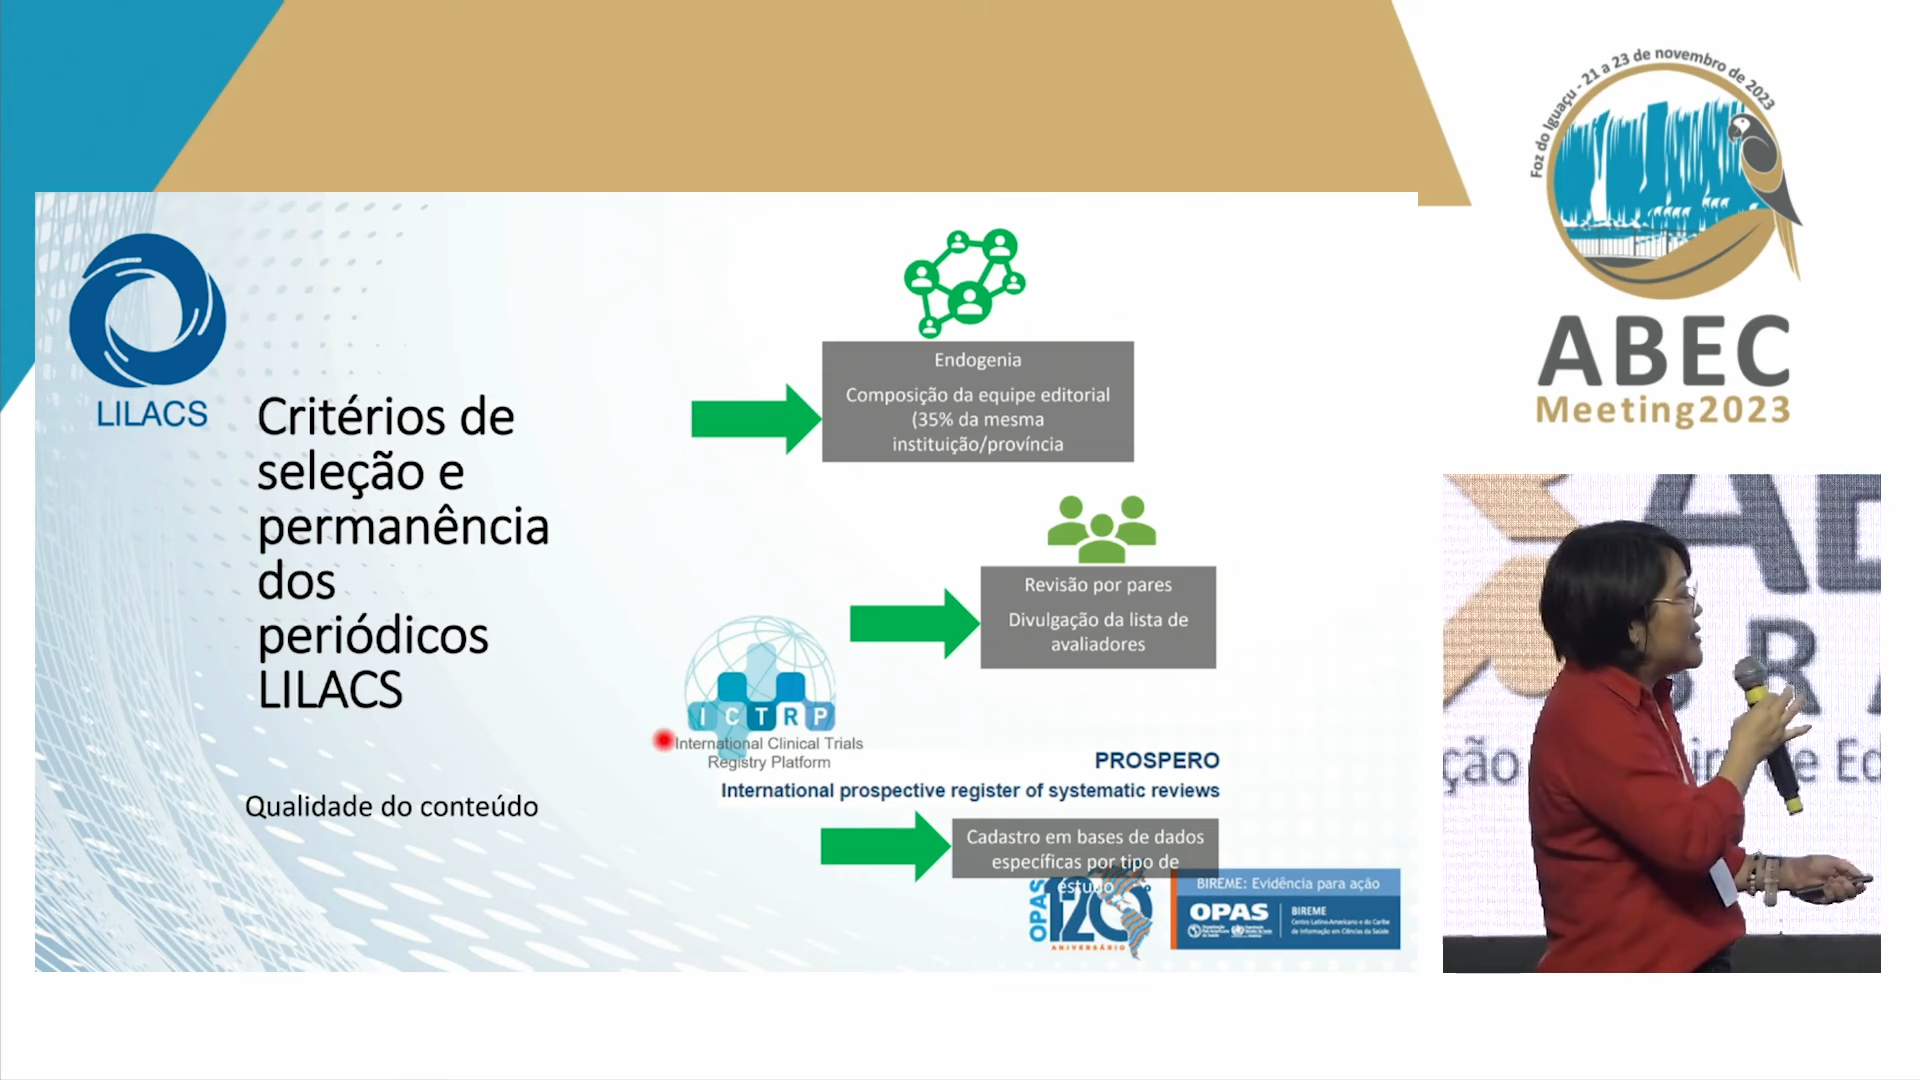 Foz do Iguaçu - 21 a 23 de novembro de 2023
ABEC
Meeting2023
LILACS
Critérios de
seleção e
permanência
dos
periódicos
LILACS
Qualidade do conteúdo
Endogenia
Composição da equipe editorial
(35% da mesma
instituição/província
Revisão por pares
Divulgação da lista de
avaliadores
ICTRP
International Clinical Trials
Registry Platform
PROSPERO
International prospective register of systematic reviews
Cadastro em bases de dados
específicas por tipo de
estudo
OPAS
120
ANIVERSÁRIO
BIREME: Evidência para ação
OPAS
BIREME
Centro Latino-Americano e do Caribe
de Informação em Ciências da Saúde